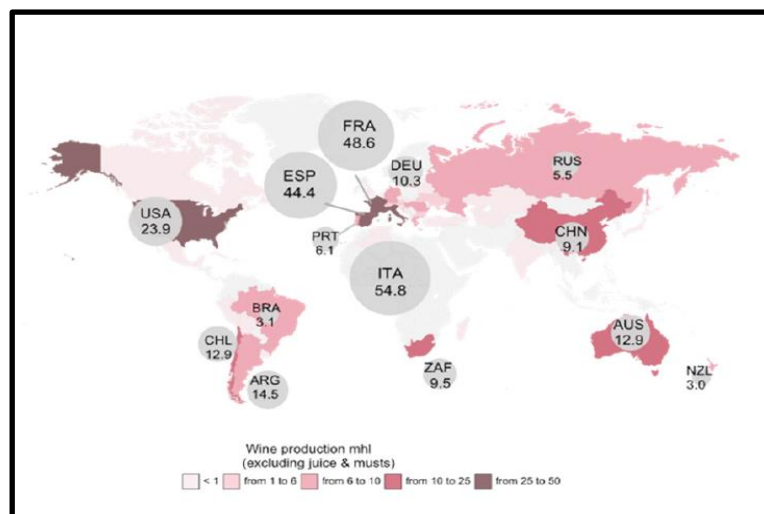 FRA
48.6
DEU
10.3
RUS
5.5
ESP
44.4
USA
23.9
PRT
6.1
CHN
9.1
ITA
54.8
BRA
3.1
CHL
12.9
AUS
12.9
ARG
14.5
ZAF
9.5
NZL
3.0
Wine production mhl
(excluding juice & musts)
< 1 from 1 to 6 from 6 to 10 from 10 to 25 from 25 to 50